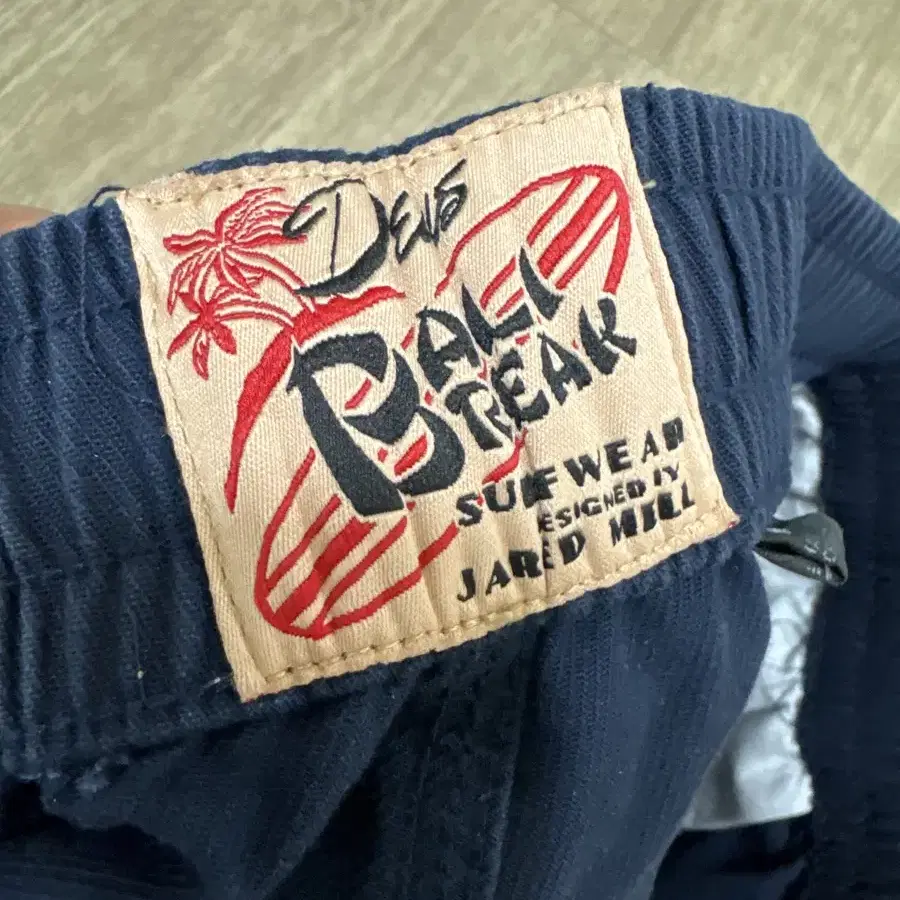 Deus
BALI
BREAK
SURFWEAR
DESIGNED BY
JARED MELL